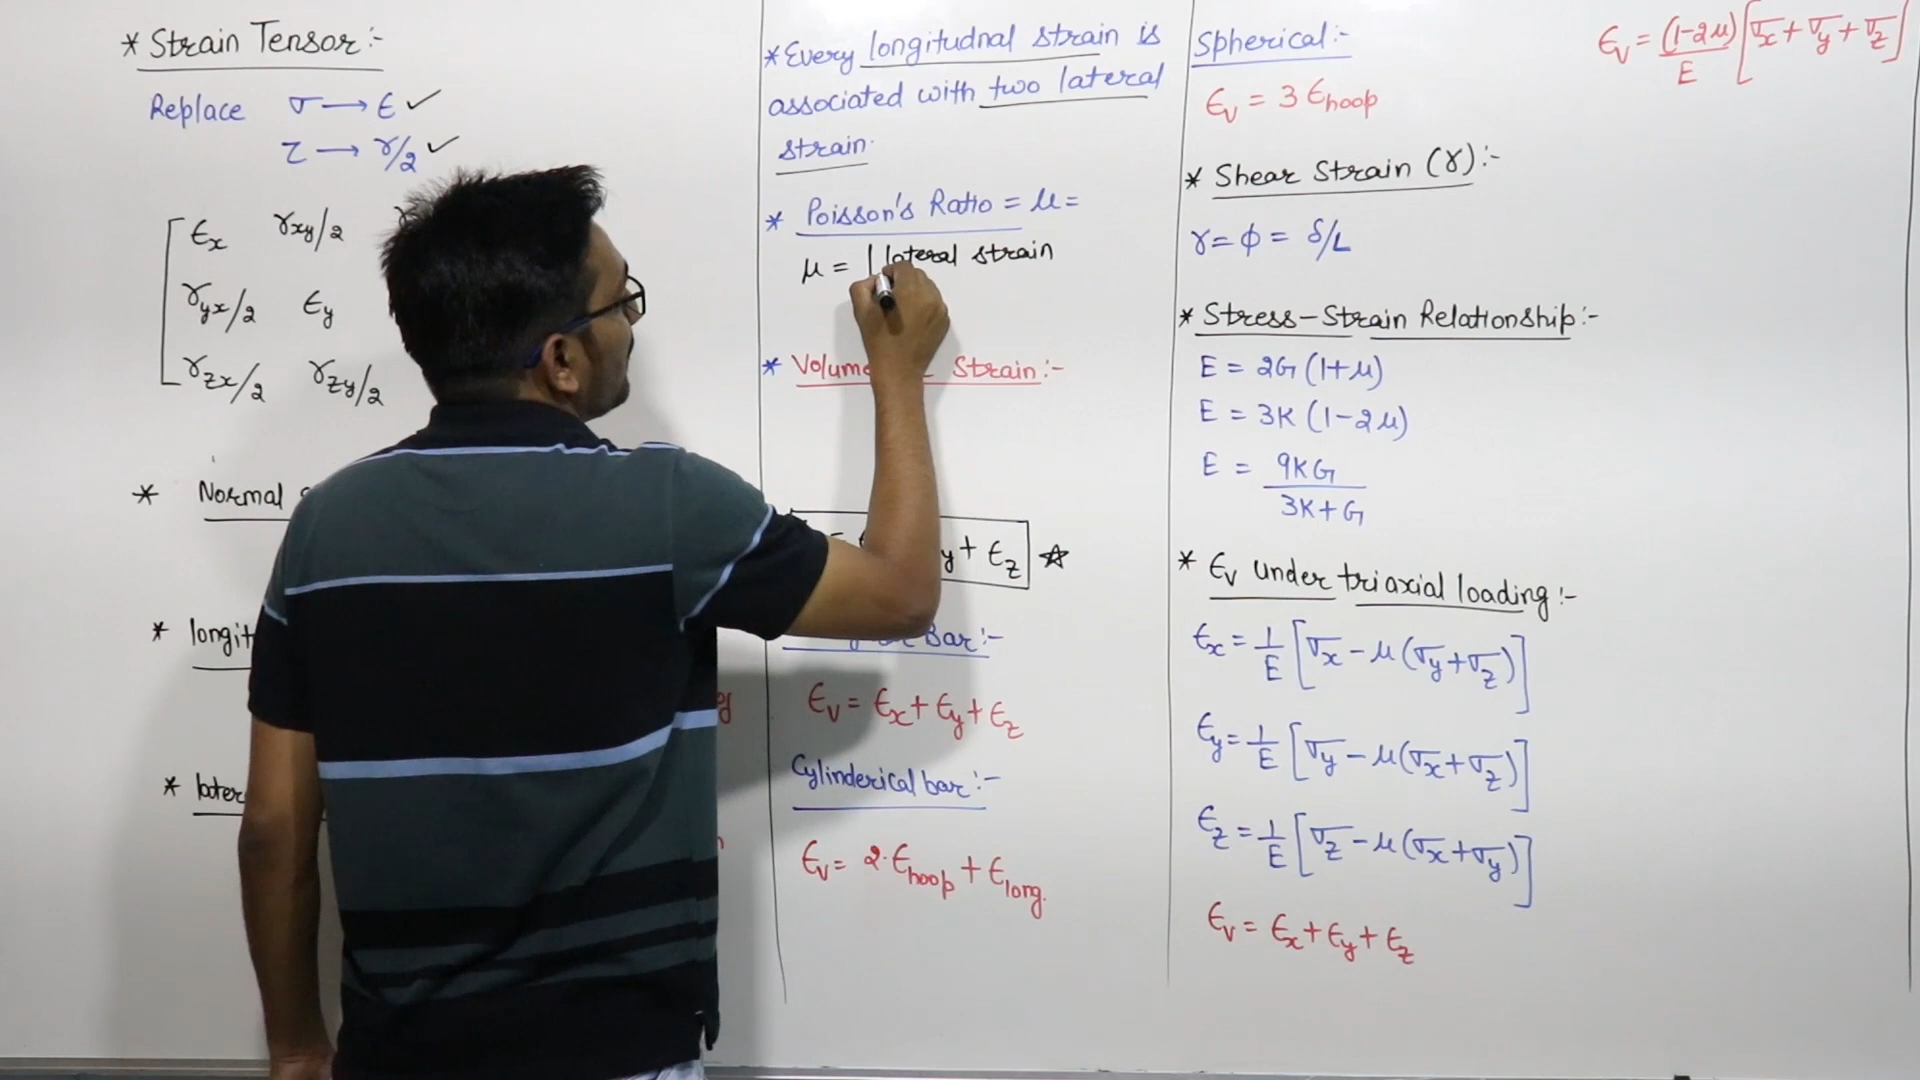 * Strain Tensor:-
Replace σ → ε ✓
τ → γ/2 ✓
εx γxy/2
γyx/2 εy
γzx/2 γzy/2
* Normal
* longit
* later
* Every longitudnal strain is
associated with two lateral
strain.
* Poisson's Ratio = μ =
μ = | lateral strain
* Volume Strain:-
y + εz ☆
Bar:-
εv = εx + εy + εz
Cylinderical bar:-
εv = 2·εhoop + εlong.
Spherical:-
εv = 3 εhoop
* Shear Strain (γ):-
γ = φ = δ/L
* Stress-Strain Relationship:-
E = 2G (1+μ)
E = 3K (1-2μ)
E = 9KG / 3K+G
* εv under triaxial loading:-
εx = 1/E [σx - μ(σy+σz)]
εy = 1/E [σy - μ(σx+σz)]
εz = 1/E [σz - μ(σx+σy)]
εv = εx + εy + εz
εv = (1-2μ)/E [σx + σy + σz]